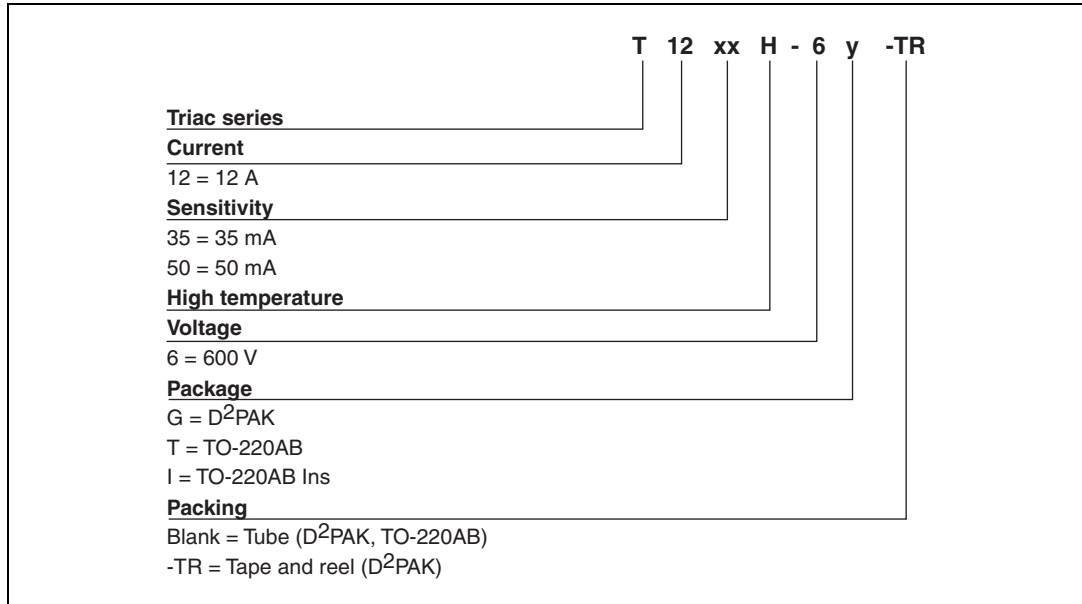 T 12 xx H - 6 y -TR
Triac series
Current
12 = 12 A
Sensitivity
35 = 35 mA
50 = 50 mA
High temperature
Voltage
6 = 600 V
Package
G = D²PAK
T = TO-220AB
I = TO-220AB Ins
Packing
Blank = Tube (D²PAK, TO-220AB)
-TR = Tape and reel (D²PAK)